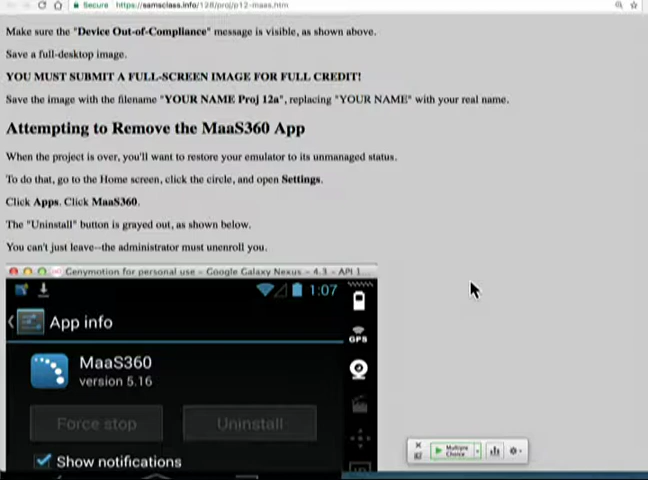 Secure https://samsclass.info/128/proj/p12-maas.htm
Make sure the "Device Out-of-Compliance" message is visible, as shown above.
Save a full-desktop image.
YOU MUST SUBMIT A FULL-SCREEN IMAGE FOR FULL CREDIT!
Save the image with the filename "YOUR NAME Proj 12a", replacing "YOUR NAME" with your real name.
Attempting to Remove the MaaS360 App
When the project is over, you'll want to restore your emulator to its unmanaged status.
To do that, go to the Home screen, click the circle, and open Settings.
Click Apps. Click MaaS360.
The "Uninstall" button is grayed out, as shown below.
You can't just leave--the administrator must unenroll you.
Genymotion for personal use - Google Galaxy Nexus - 4.3 - API 1...
1:07
App info
GPS
MaaS360
version 5.16
Force stop
Uninstall
Multiple
Choice
Show notifications